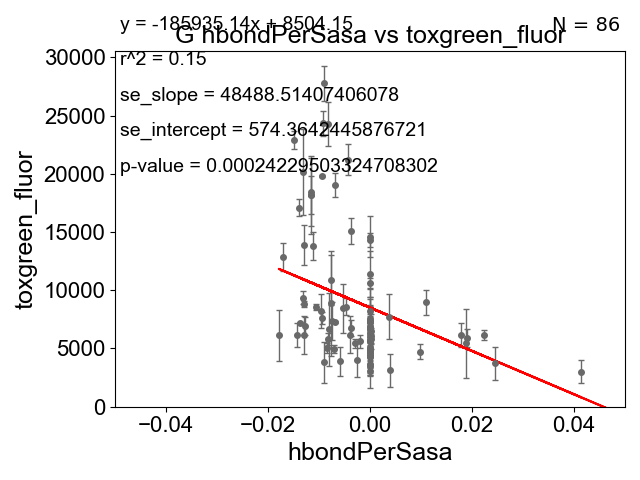 y = -185935.14x + 8504.15
N = 86
G hbondPerSasa vs toxgreen_fluor
r^2 = 0.15
se_slope = 48488.51407406078
se_intercept = 574.3642445876721
p-value = 0.00024229503324708302
30000
25000
20000
15000
10000
5000
0
toxgreen_fluor
−0.04 −0.02 0.00 0.02 0.04
hbondPerSasa